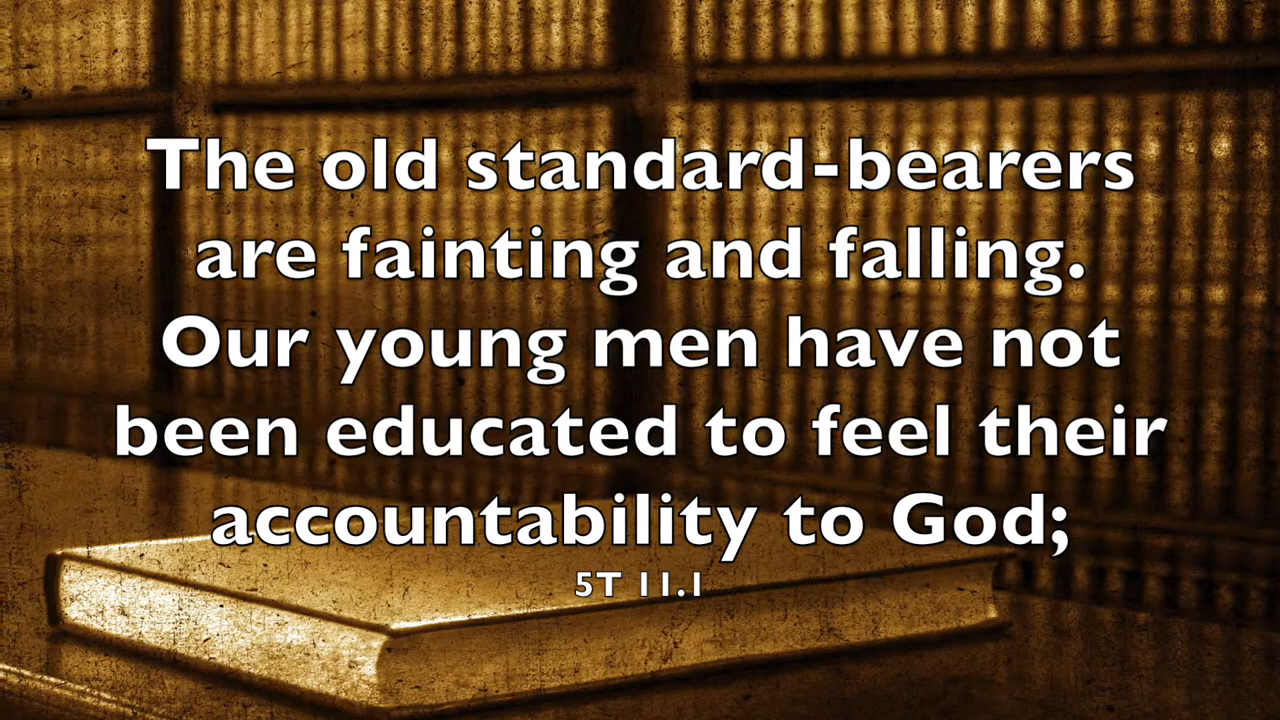 The old standard-bearers
are fainting and falling.
Our young men have not
been educated to feel their
accountability to God;
5T 11.1